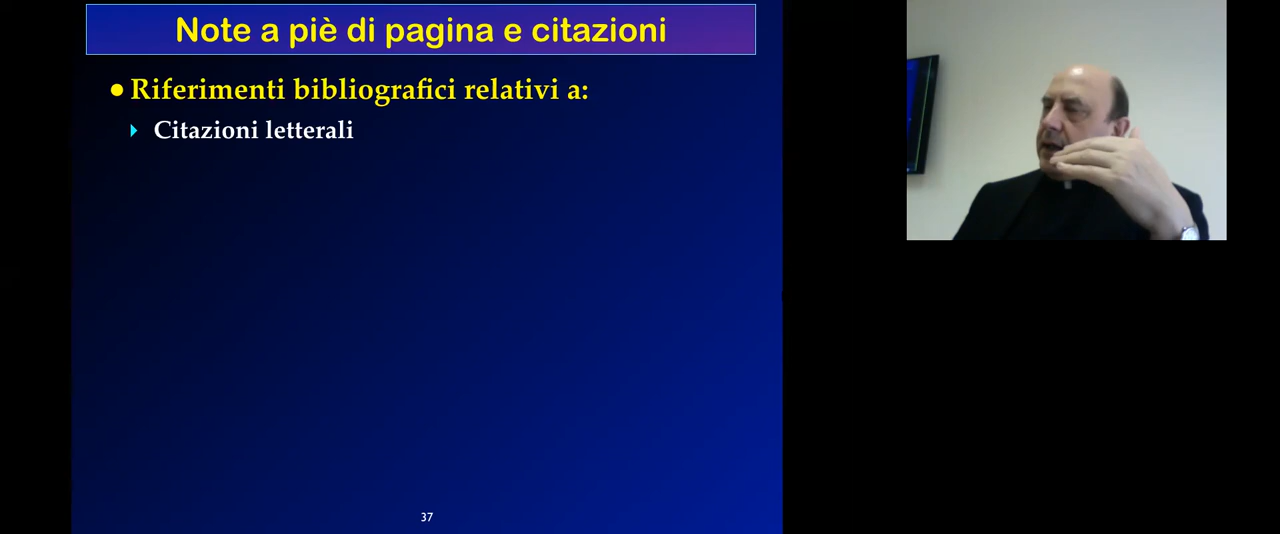 Note a piè di pagina e citazioni
Riferimenti bibliografici relativi a:
Citazioni letterali
37